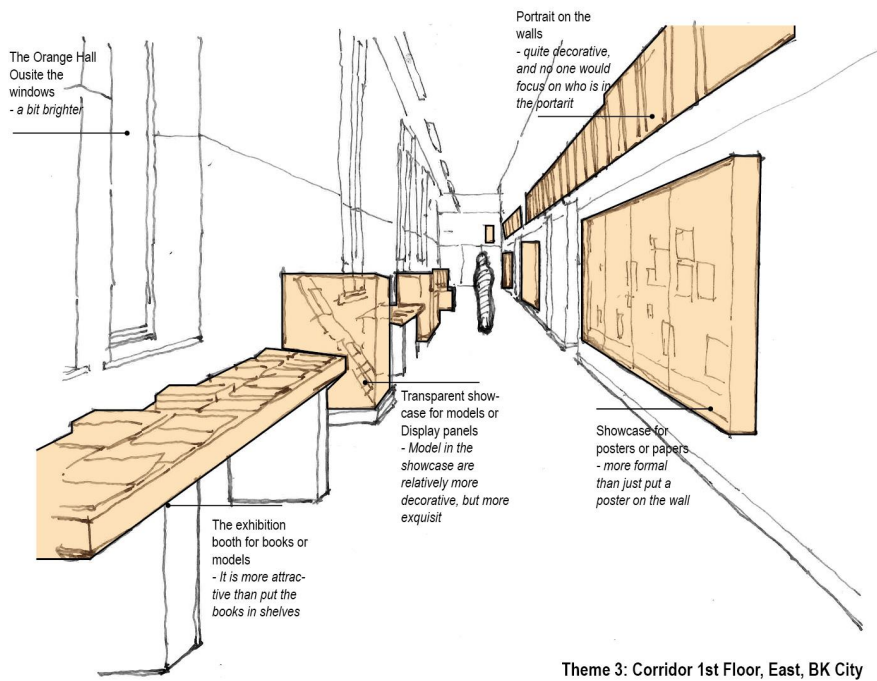 The Orange Hall
Ousite the
windows
- a bit brighter
Portrait on the
walls
- quite decorative,
and no one would
focus on who is in
the portarit
Transparent show-
case for models or
Display panels
- Model in the
showcase are
relatively more
decorative, but more
exquisit
Showcase for
posters or papers
- more formal
than just put a
poster on the wall
The exhibition
booth for books or
models
- It is more attrac-
tive than put the
books in shelves
Theme 3: Corridor 1st Floor, East, BK City